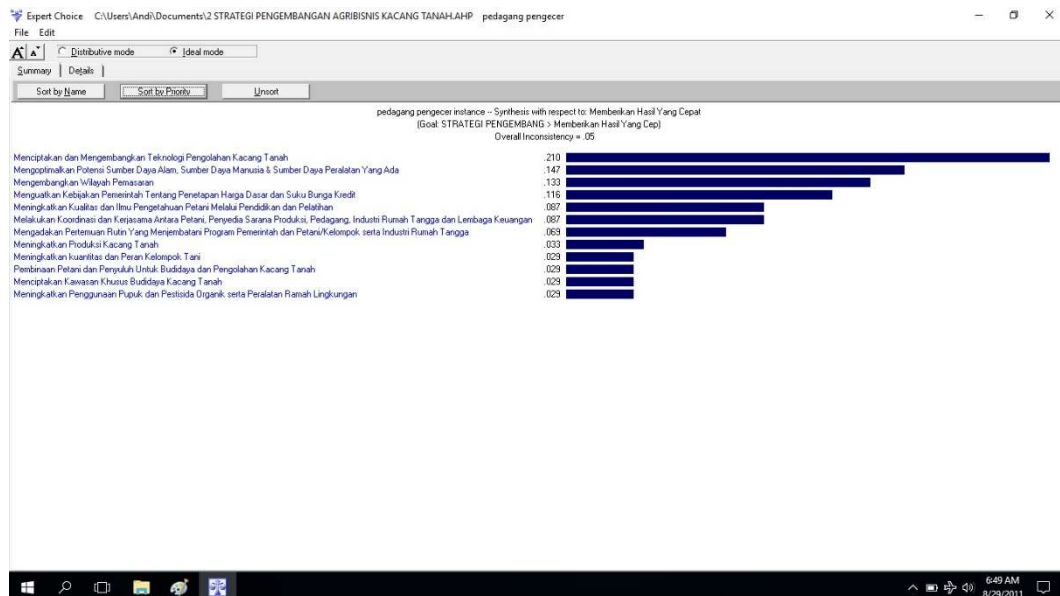 Expert Choice C:\Users\Andi\Documents\2 STRATEGI PENGEMBANGAN AGRIBISNIS KACANG TANAH.AHP pedagang pengecer
File Edit
A A Distributive mode Ideal mode
Summary Details
Sort by Name Sort by Priority Unsort
pedagang pengecer instance -- Synthesis with respect to: Memberikan Hasil Yang Cepat
(Goal: STRATEGI PENGEMBANG > Memberikan Hasil Yang Cep)
Overall Inconsistency = .05
Menciptakan dan Mengembangkan Teknologi Pengolahan Kacang Tanah .210
Mengoptimalkan Potensi Sumber Daya Alam, Sumber Daya Manusia & Sumber Daya Peralatan Yang Ada .147
Mengembangkan Wilayah Pemasaran .133
Menguatkan Kebijakan Pemerintah Tentang Penetapan Harga Dasar dan Suku Bunga Kredit .116
Meningkatkan Kualitas dan Ilmu Pengetahuan Petani Melalui Pendidikan dan Pelatihan .087
Melakukan Koordinasi dan Kerjasama Antara Petani, Penyedia Sarana Produksi, Pedagang, Industri Rumah Tangga dan Lembaga Keuangan .087
Mengadakan Pertemuan Rutin Yang Menjembatani Program Pemerintah dan Petani/Kelompok serta Industri Rumah Tangga .069
Meningkatkan Produksi Kacang Tanah .033
Meningkatkan kuantitas dan Peran Kelompok Tani .029
Pembinaan Petani dan Penyuluh Untuk Budidaya dan Pengolahan Kacang Tanah .029
Menciptakan Kawasan Khusus Budidaya Kacang Tanah .029
Meningkatkan Penggunaan Pupuk dan Pestisida Organik serta Peralatan Ramah Lingkungan .029
6:49 AM
8/29/2011